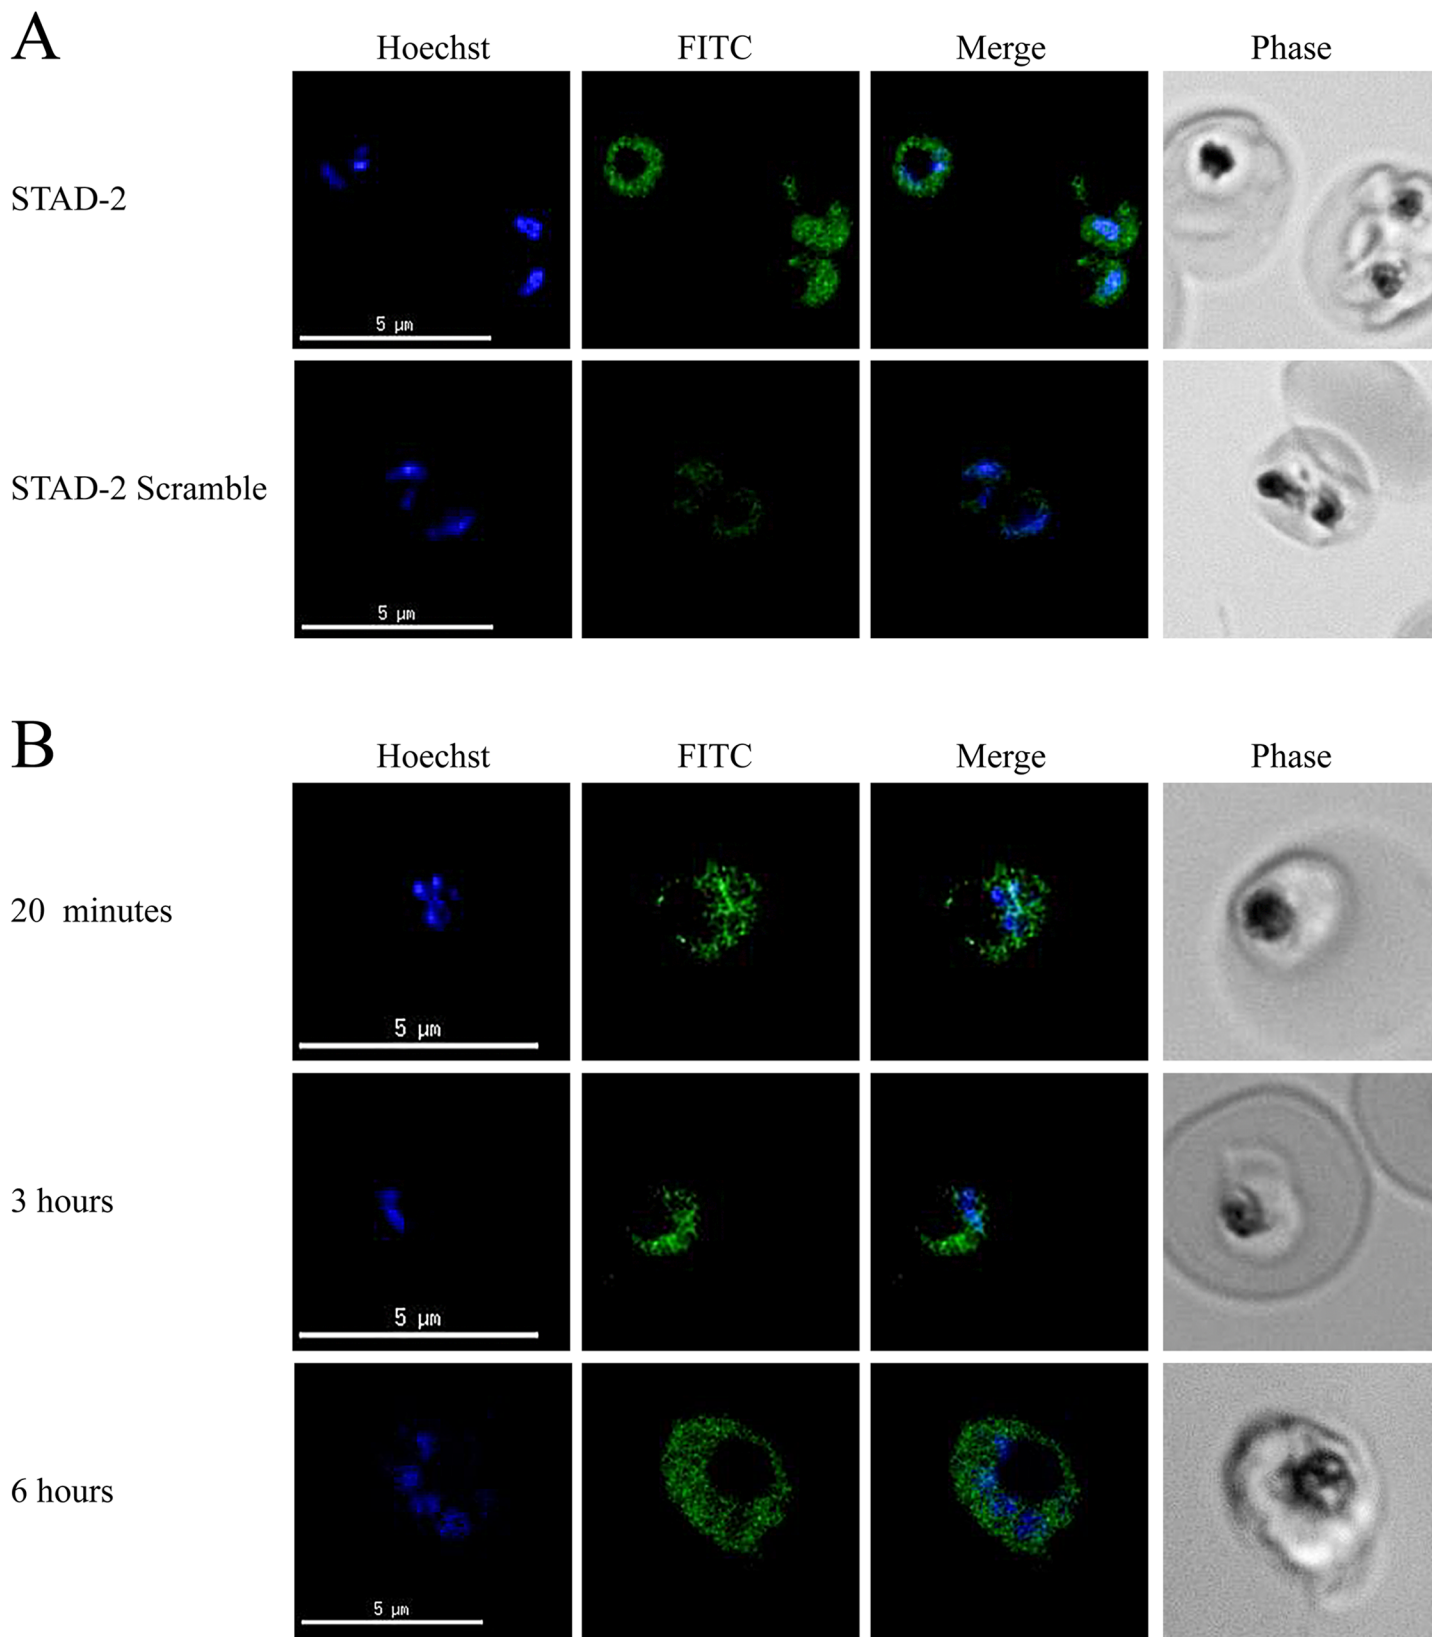 A
Hoechst FITC Merge Phase
STAD-2
5 µm
STAD-2 Scramble
5 µm
B
Hoechst FITC Merge Phase
20 minutes
5 µm
3 hours
5 µm
6 hours
5 µm